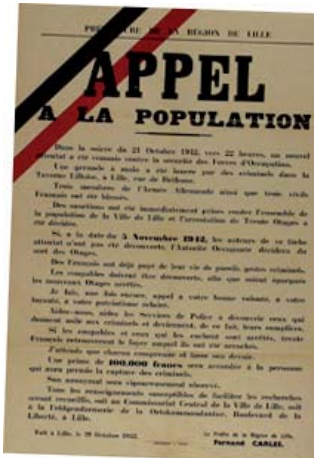 PRÉFECTURE DE LA RÉGION DE LILLE
APPEL
A LA POPULATION
Dans la soirée du 21 Octobre 1942, vers 22 heures, un nouvel
attentat a été commis contre la sécurité des Forces d'Occupation.
Une grenade à main a été lancée par des criminels dans la
Taverne Lilloise, à Lille, rue de Béthune.
Trois membres de l'Armée Allemande ainsi que trois civils
Français ont été blessés.
Des sanctions ont été immédiatement prises contre l'ensemble de
la population de la Ville de Lille et l'arrestation de Trente Otages a
été décidée.
Si, à la date du 5 Novembre 1942, les auteurs de ce lâche
attentat n'ont pas été découverts, l'Autorité Occupante décidera du
sort des Otages.
Des Français ont déjà payé de leur vie de pareils gestes criminels.
Les coupables doivent être découverts, afin que soient épargnés
les nouveaux Otages arrêtés.
Je fais, une fois encore, appel à votre bonne volonté, à votre
loyauté, à votre patriotisme éclairé.
Aidez-nous, aidez les Services de Police à découvrir ceux qui
donnent asile aux criminels et deviennent, de ce fait, leurs complices.
Si les coupables et ceux qui les cachent sont arrêtés, trente
Français retrouveront le foyer auquel ils ont été arrachés.
J'attends que chacun comprenne et fasse son devoir.
Une prime de 100.000 francs sera accordée à la personne
qui aura permis la capture des criminels.
Son anonymat sera rigoureusement observé.
Tous les renseignements susceptibles de faciliter les recherches
seront recueillis, soit au Commissariat Central de la Ville de Lille, soit
à la Feldgendarmerie de la Ortskommandantur, Boulevard de la
Liberté, à Lille.
Fait à Lille, le 29 Octobre 1942.
Le Préfet de la Région de Lille,
Fernand CARLES.